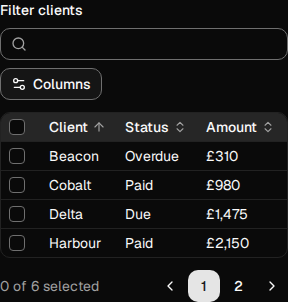 Filter clients
Columns
Client Status Amount
Beacon Overdue £310
Cobalt Paid £980
Delta Due £1,475
Harbour Paid £2,150
0 of 6 selected 1 2